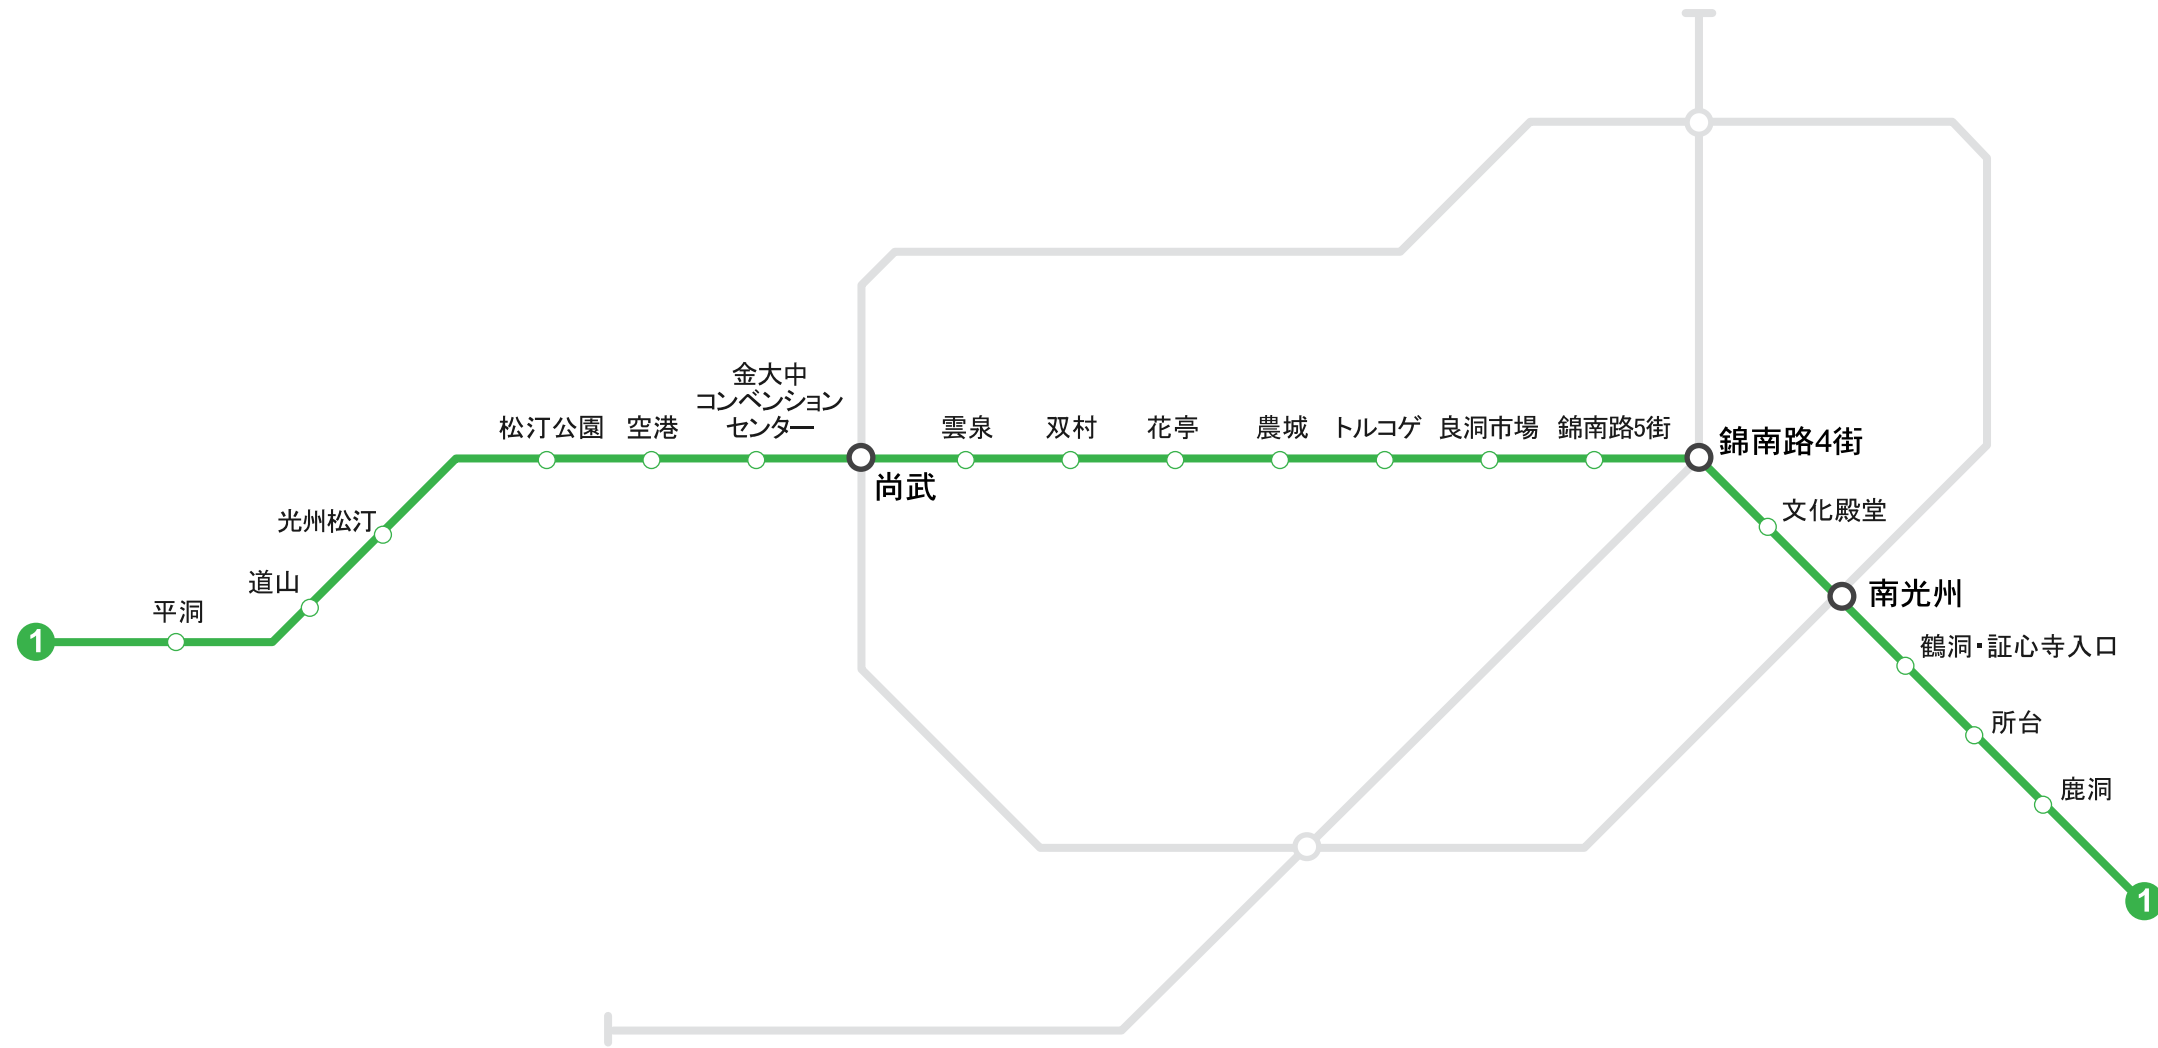 1
平洞
道山
光州松汀
松汀公園
空港
金大中
コンベンション
センター
尚武
雲泉
双村
花亭
農城
トルコゲ
良洞市場
錦南路5街
錦南路4街
文化殿堂
南光州
鶴洞・証心寺入口
所台
鹿洞
1